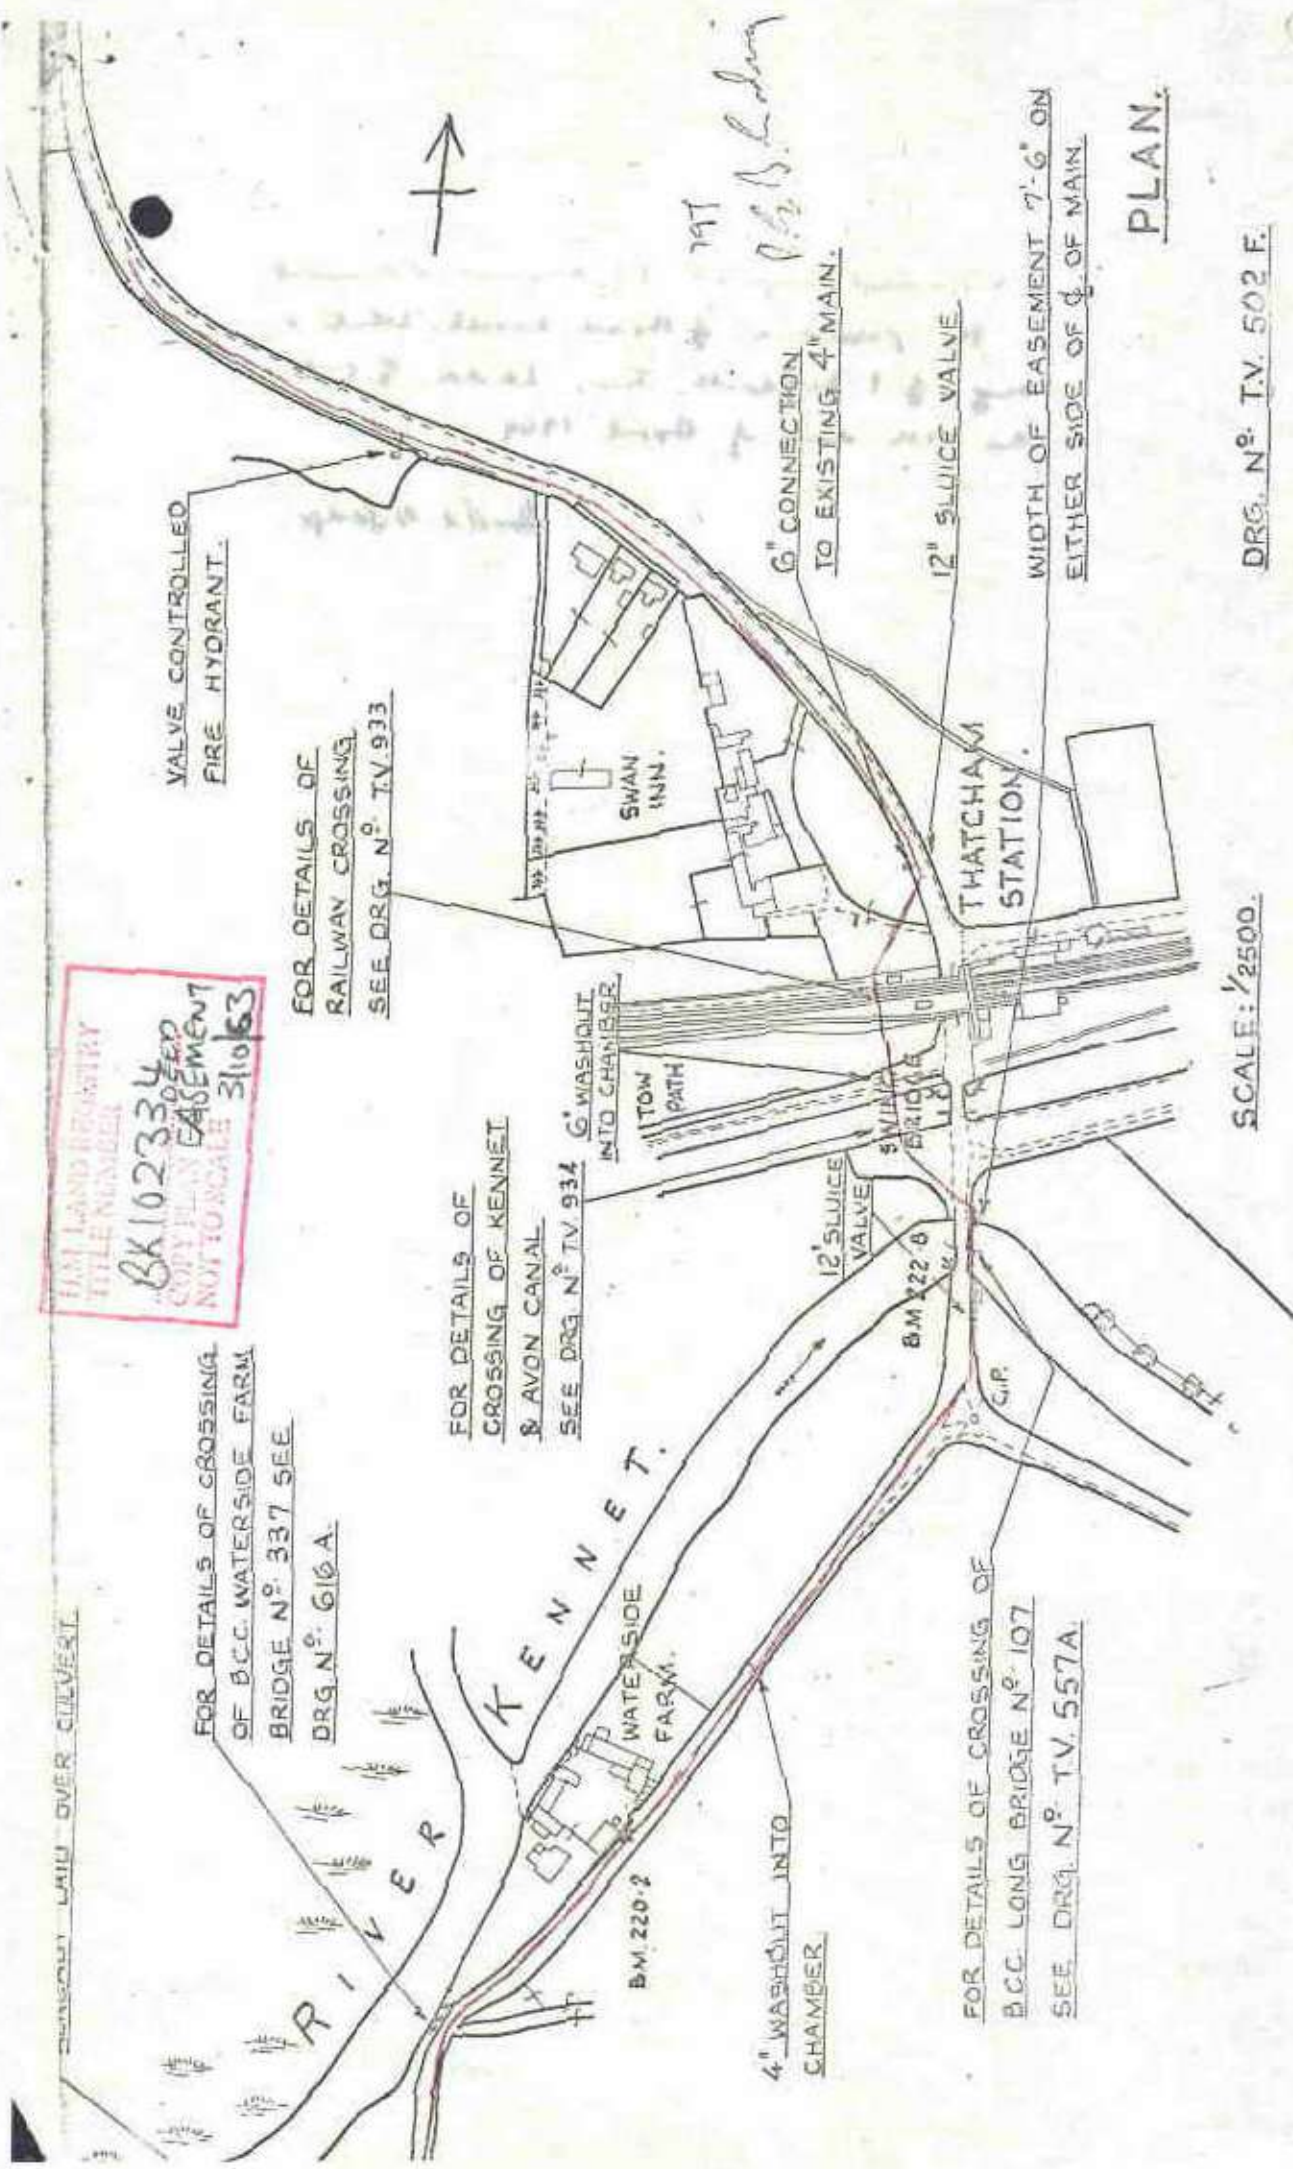 H.M. LAND REGISTRY
TITLE NUMBER
BK102334
COPY PLAN
NOT TO SCALE
DEED
EASEMENT
3/10/63
LAID OVER CULVERT.
FOR DETAILS OF CROSSING
OF B.C.C. WATERSIDE FARM
BRIDGE Nº 337 SEE
DRG Nº 616 A.
VALVE CONTROLLED
FIRE HYDRANT.
FOR DETAILS OF
RAILWAY CROSSING
SEE DRG. Nº T.V. 933
FOR DETAILS OF
CROSSING OF KENNET
& AVON CANAL
SEE DRG Nº T.V. 934
6" WASHOUT
INTO CHAMBER
TOW
PATH
RIVER
KENNET.
SWAN
INN.
6" CONNECTION
TO EXISTING 4" MAIN.
12" SLUICE VALVE
THATCHAM
STATION
SWING
BRIDGE
12" SLUICE
VALVE
B.M. 222.8
G.P.
WATERSIDE
FARM.
B.M. 220.2
4" WASHOUT INTO
CHAMBER
FOR DETAILS OF CROSSING OF
B.C.C. LONG BRIDGE Nº 107
SEE DRG. Nº T.V. 557A.
WIDTH OF EASEMENT 7'-6" ON
EITHER SIDE OF ℄ OF MAIN.
PLAN.
SCALE: 1/2500.
DRG. Nº T.V. 502 F.